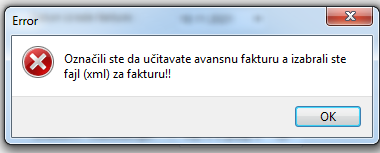 Error
Označili ste da učitavate avansnu fakturu a izabrali ste
fajl (xml) za fakturu!!
OK